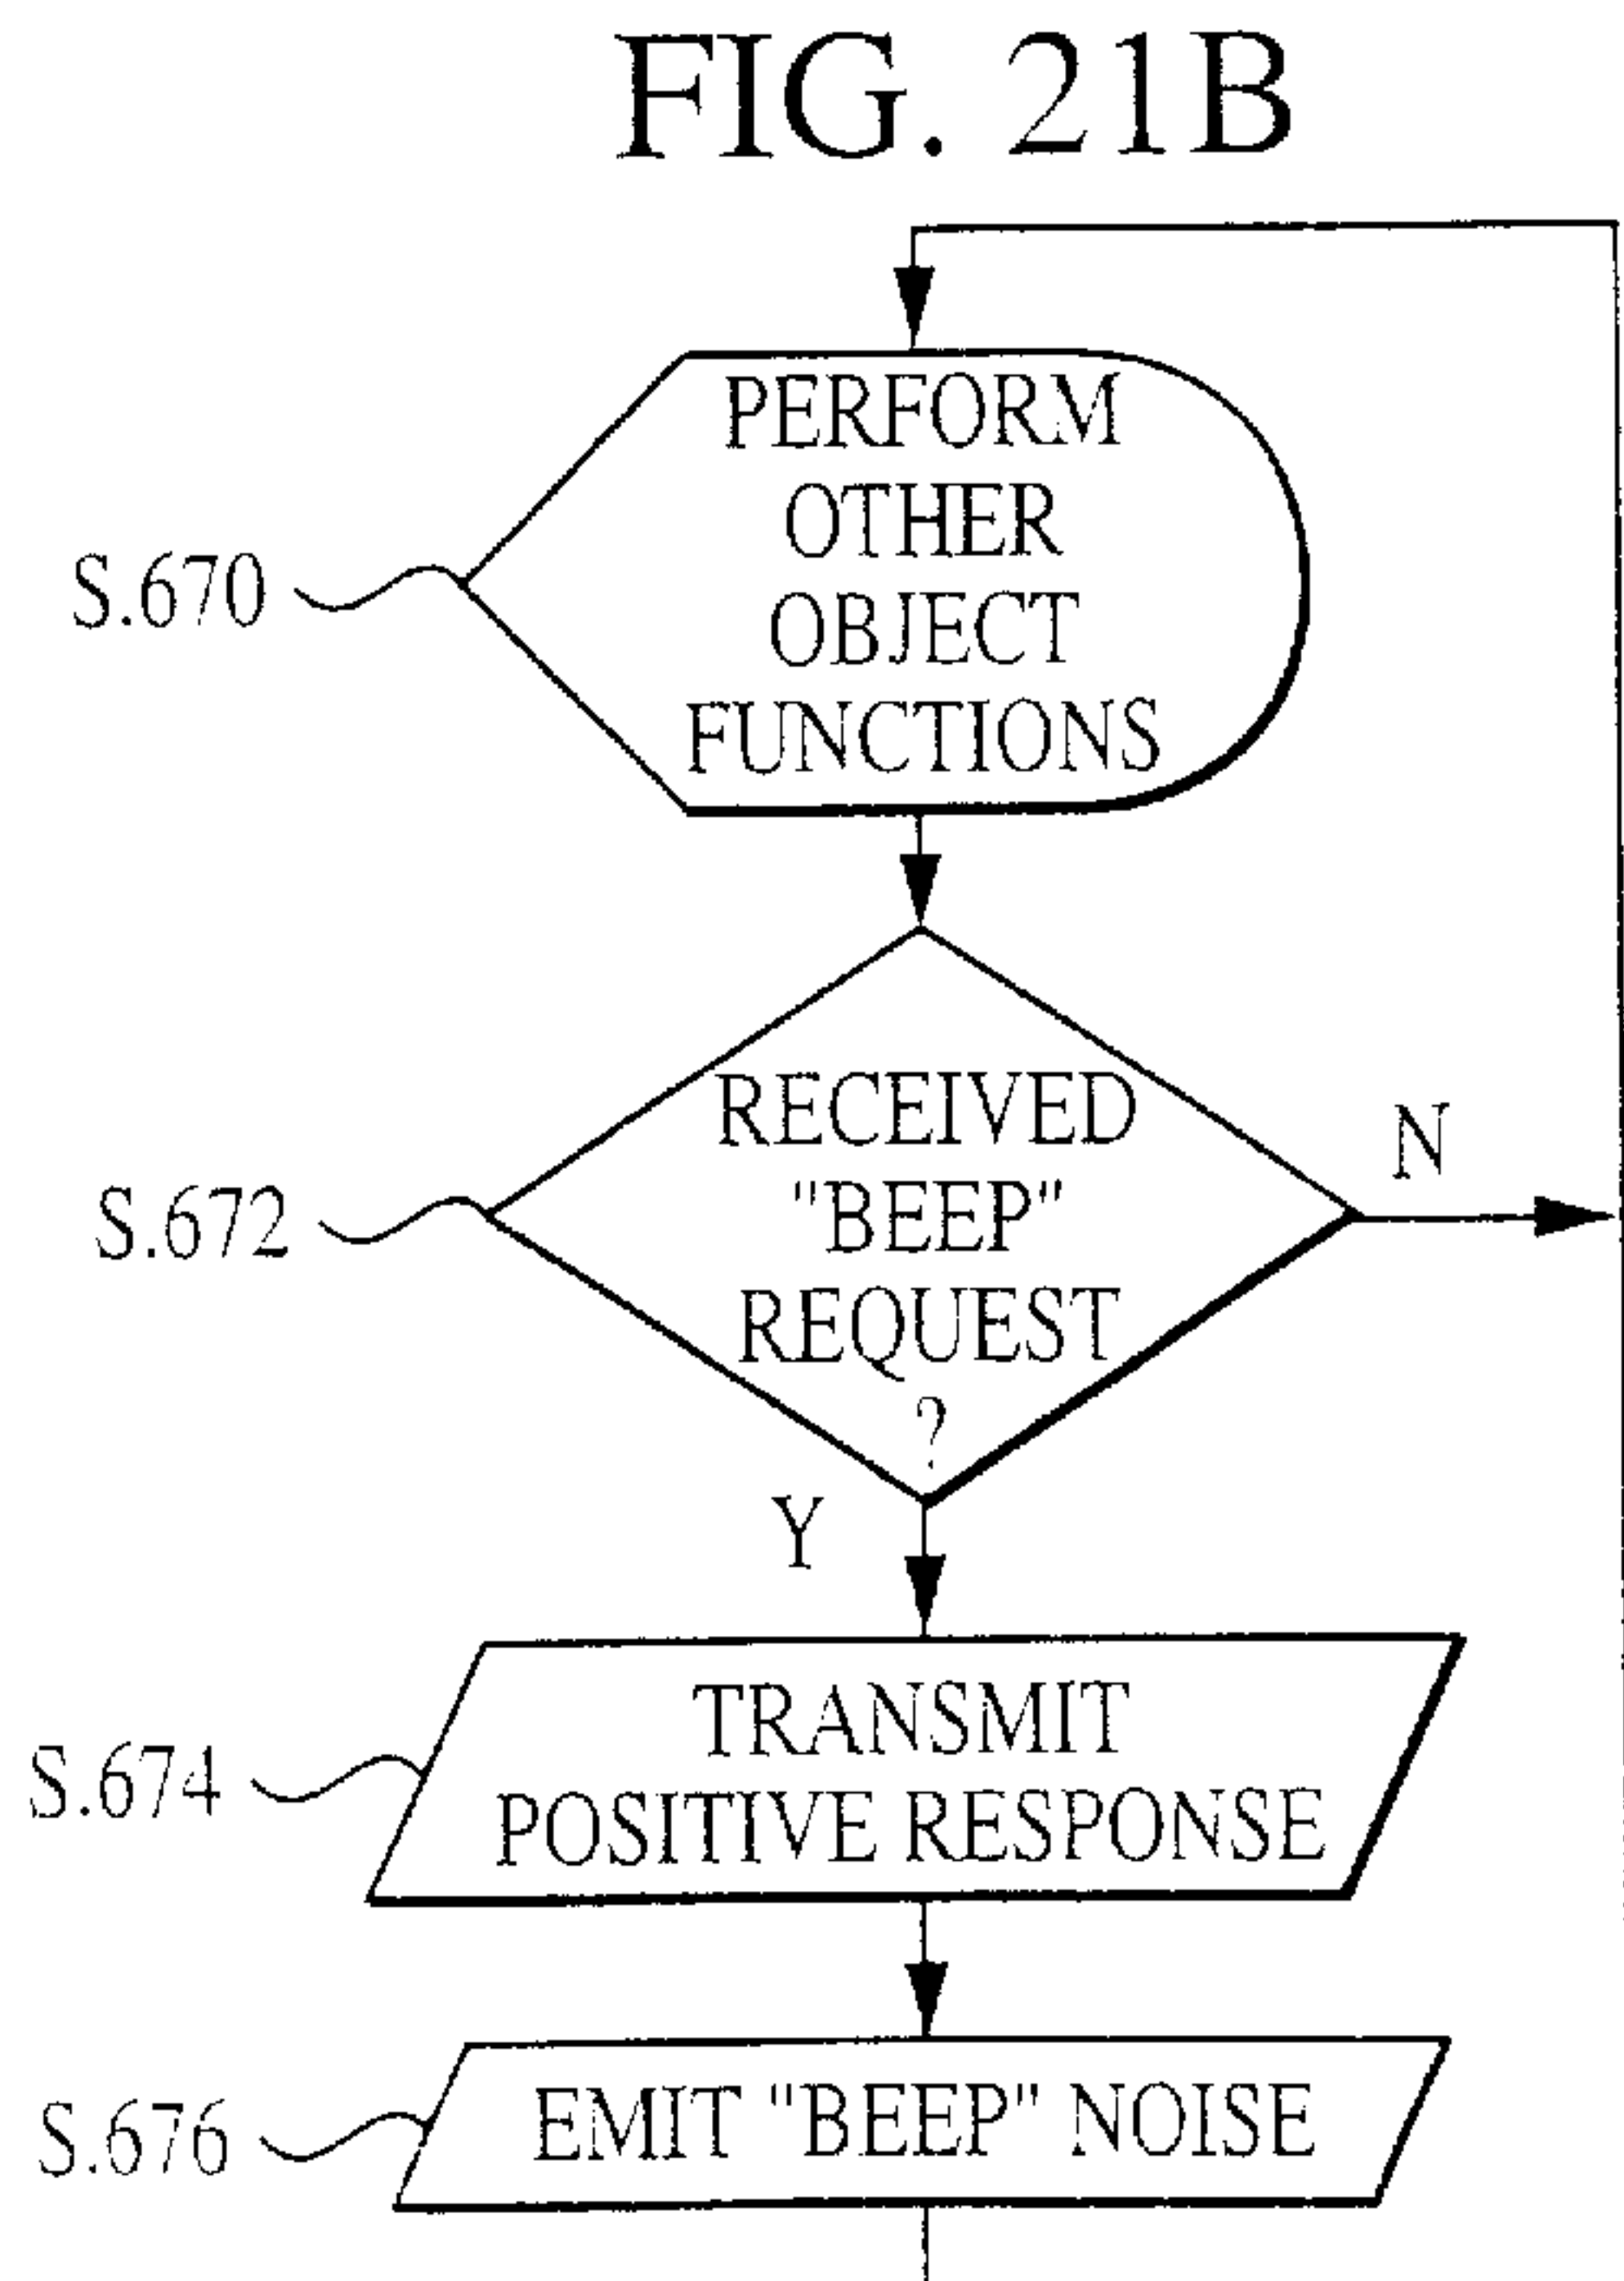 FIG. 21B
PERFORM
OTHER
OBJECT
FUNCTIONS
S.670
RECEIVED
"BEEP"
REQUEST
?
S.672
N
Y
TRANSMIT
POSITIVE RESPONSE
S.674
EMIT "BEEP" NOISE
S.676